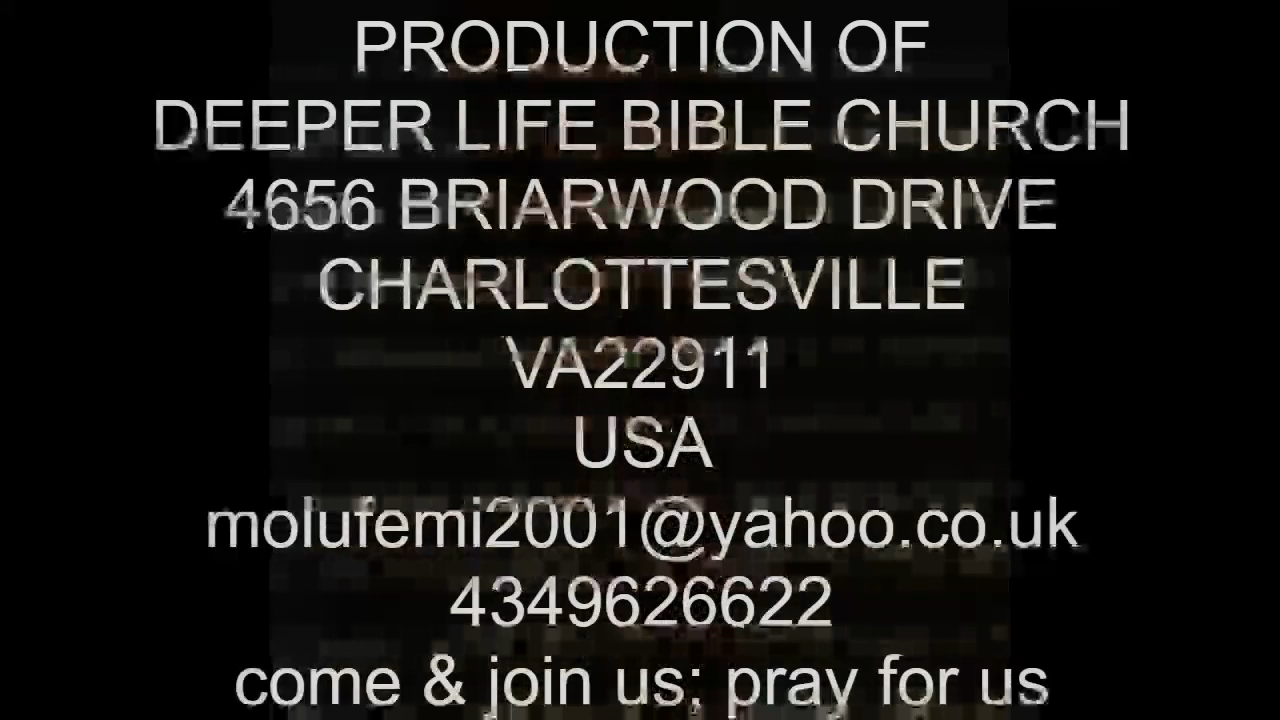 PRODUCTION OF
DEEPER LIFE BIBLE CHURCH
4656 BRIARWOOD DRIVE
CHARLOTTESVILLE
VA22911
USA
molufemi2001@yahoo.co.uk
4349626622
come & join us; pray for us